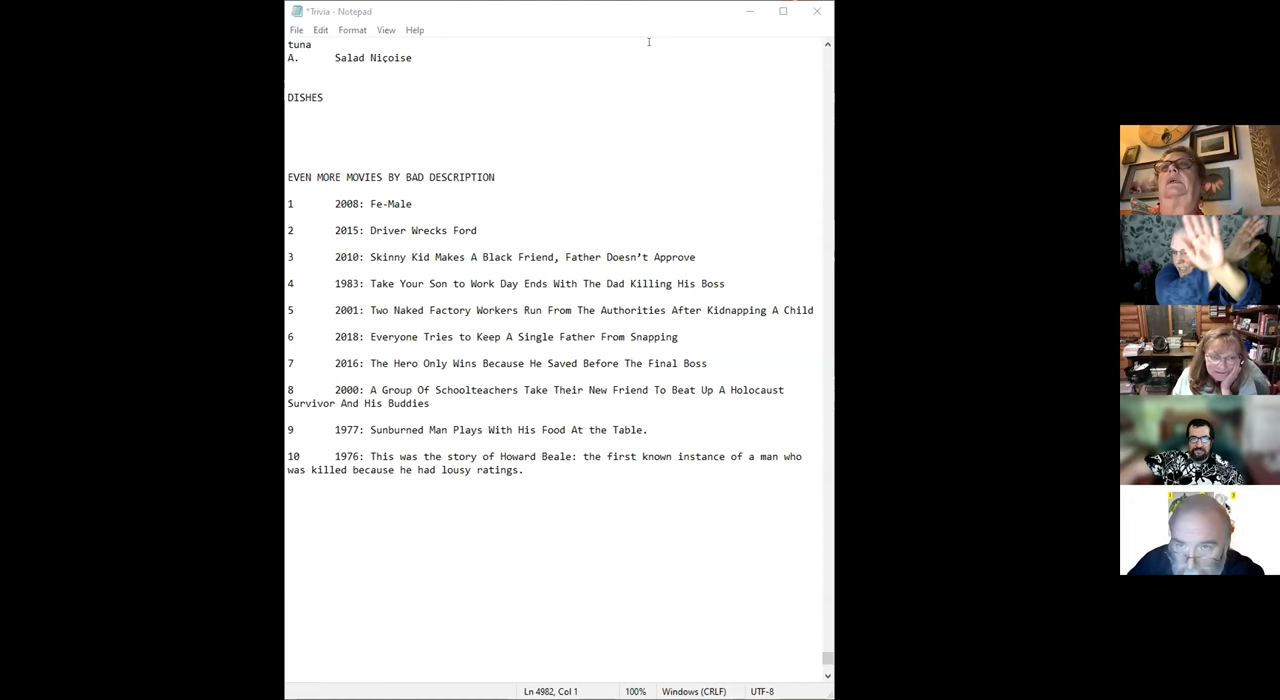 *Trivia - Notepad
File Edit Format View Help
tuna
A. Salad Niçoise
DISHES
EVEN MORE MOVIES BY BAD DESCRIPTION
1 2008: Fe-Male
2 2015: Driver Wrecks Ford
3 2010: Skinny Kid Makes A Black Friend, Father Doesn’t Approve
4 1983: Take Your Son to Work Day Ends With The Dad Killing His Boss
5 2001: Two Naked Factory Workers Run From The Authorities After Kidnapping A Child
6 2018: Everyone Tries to Keep A Single Father From Snapping
7 2016: The Hero Only Wins Because He Saved Before The Final Boss
8 2000: A Group Of Schoolteachers Take Their New Friend To Beat Up A Holocaust
Survivor And His Buddies
9 1977: Sunburned Man Plays With His Food At the Table.
10 1976: This was the story of Howard Beale: the first known instance of a man who
was killed because he had lousy ratings.
Ln 4982, Col 1 100% Windows (CRLF) UTF-8